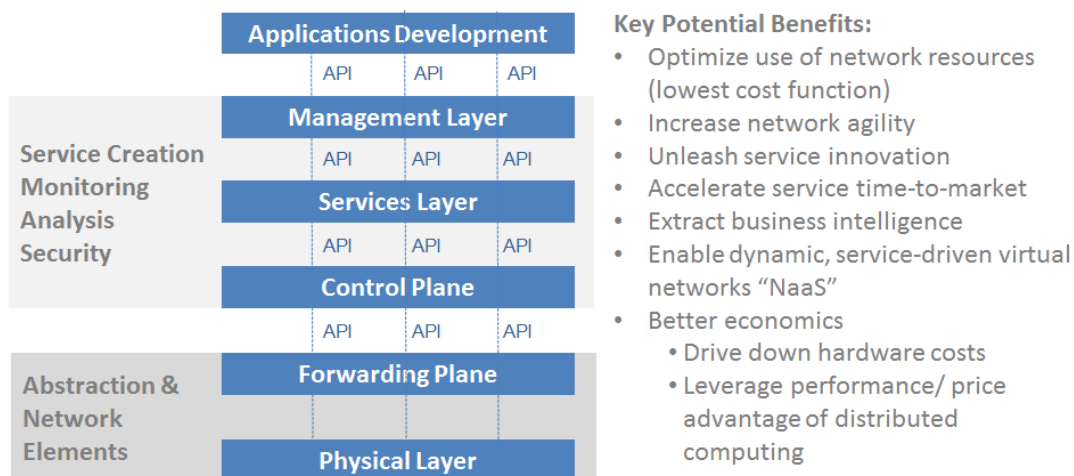 Applications Development
API API API
Management Layer
API API API
Services Layer
API API API
Control Plane
API API API
Forwarding Plane
Physical Layer
Service Creation
Monitoring
Analysis
Security
Abstraction &
Network
Elements
Key Potential Benefits:
• Optimize use of network resources
(lowest cost function)
• Increase network agility
• Unleash service innovation
• Accelerate service time-to-market
• Extract business intelligence
• Enable dynamic, service-driven virtual
networks “NaaS”
• Better economics
• Drive down hardware costs
• Leverage performance/ price
advantage of distributed
computing